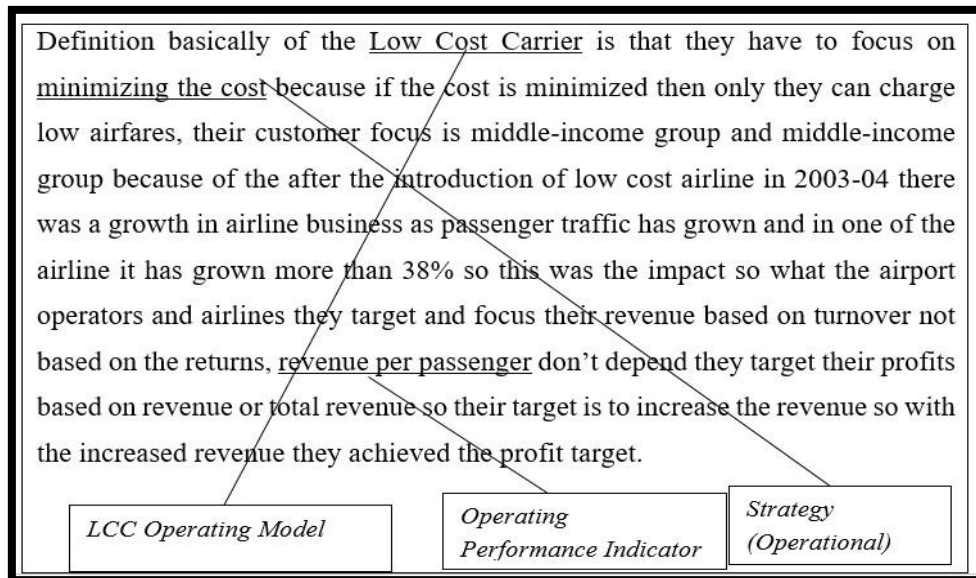 Definition basically of the Low Cost Carrier is that they have to focus on
minimizing the cost because if the cost is minimized then only they can charge
low airfares, their customer focus is middle-income group and middle-income
group because of the after the introduction of low cost airline in 2003-04 there
was a growth in airline business as passenger traffic has grown and in one of the
airline it has grown more than 38% so this was the impact so what the airport
operators and airlines they target and focus their revenue based on turnover not
based on the returns, revenue per passenger don’t depend they target their profits
based on revenue or total revenue so their target is to increase the revenue so with
the increased revenue they achieved the profit target.
LCC Operating Model
Operating
Performance Indicator
Strategy
(Operational)